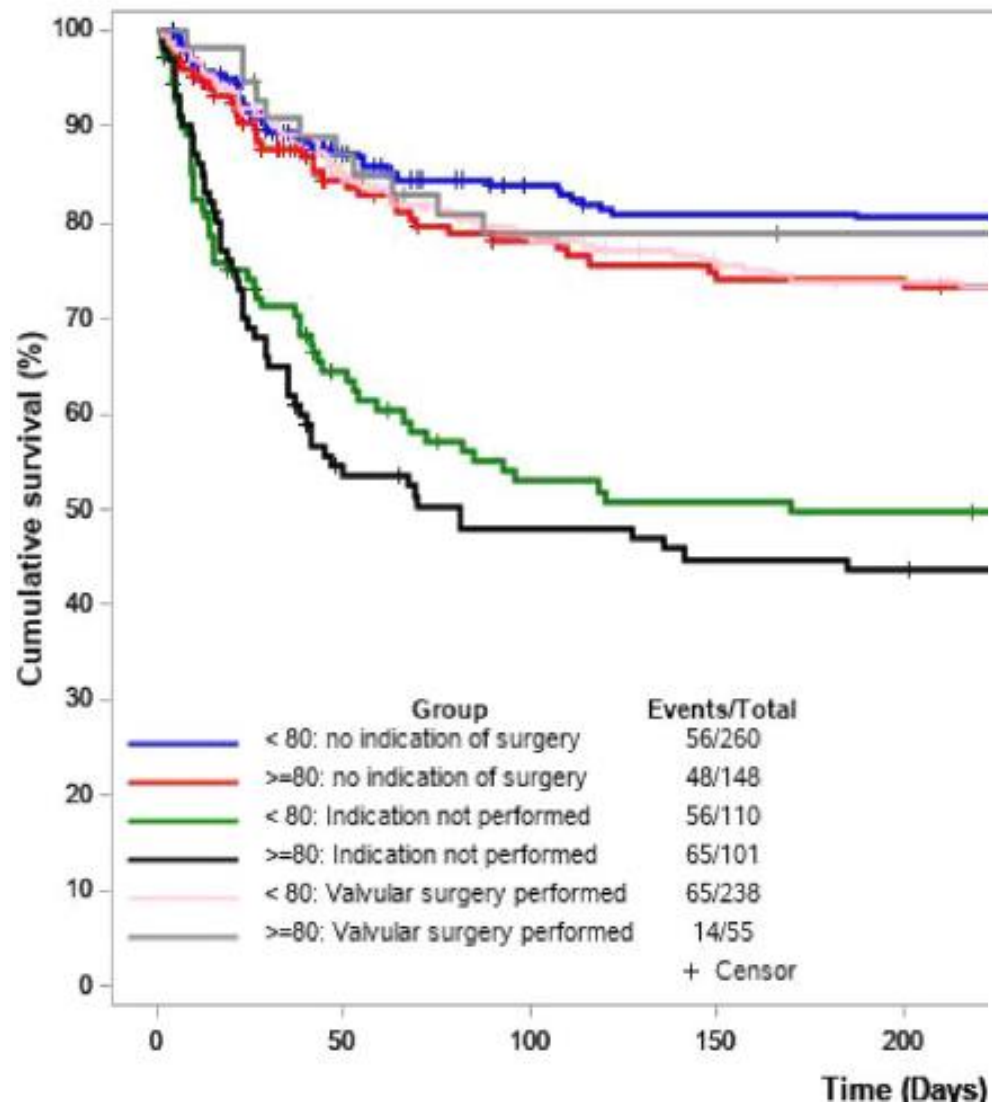 100
90
80
70
60
50
40
30
20
10
0
Cumulative survival (%)
Group Events/Total
< 80: no indication of surgery 56/260
>=80: no indication of surgery 48/148
< 80: Indication not performed 56/110
>=80: Indication not performed 65/101
< 80: Valvular surgery performed 65/238
>=80: Valvular surgery performed 14/55
+ Censor
0 50 100 150 200
Time (Days)